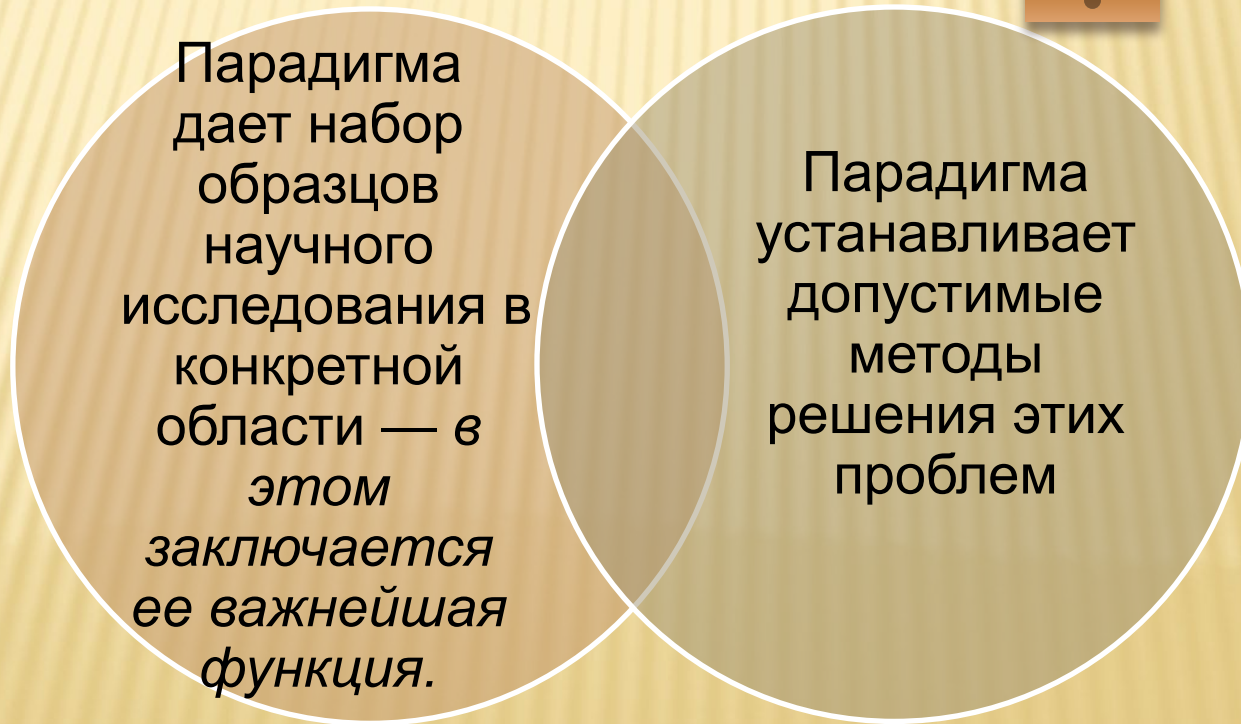 Парадигма
дает набор
образцов
научного
исследования в
конкретной
области — в
этом
заключается
ее важнейшая
функция.
Парадигма
устанавливает
допустимые
методы
решения этих
проблем